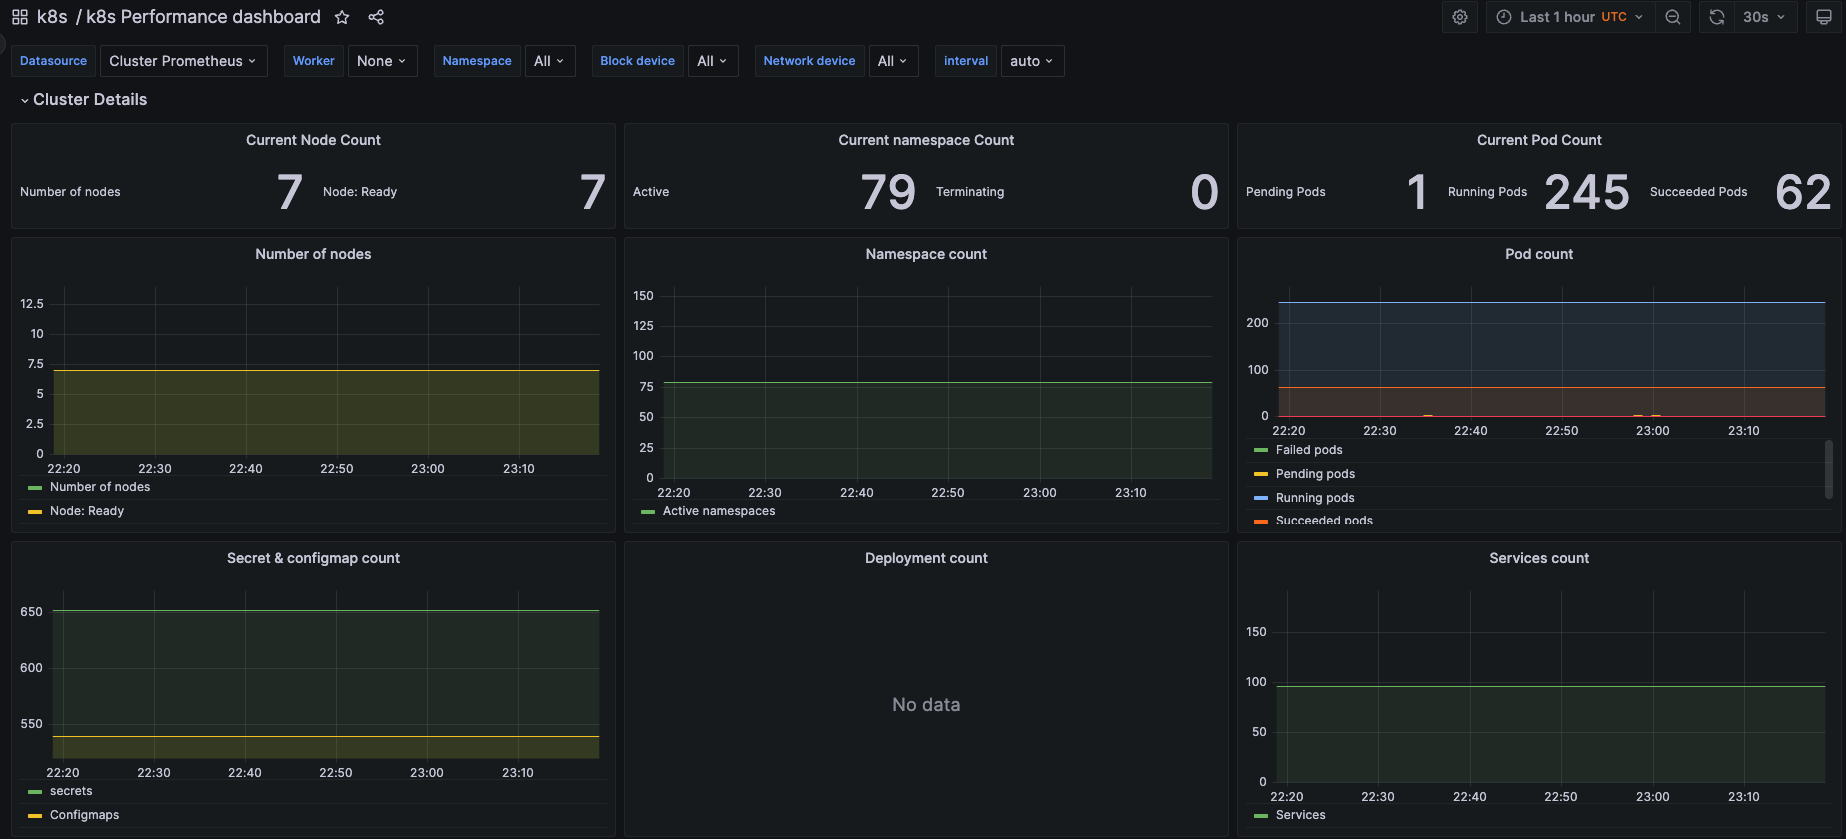 k8s / k8s Performance dashboard
Last 1 hour UTC
30s
Datasource Cluster Prometheus Worker None Namespace All Block device All Network device All interval auto
Cluster Details
Current Node Count
Number of nodes 7 Node: Ready 7
Current namespace Count
Active 79 Terminating 0
Current Pod Count
Pending Pods 1 Running Pods 245 Succeeded Pods 62
Number of nodes
12.5
10
7.5
5
2.5
0
22:20 22:30 22:40 22:50 23:00 23:10
Number of nodes
Node: Ready
Namespace count
150
125
100
75
50
25
0
22:20 22:30 22:40 22:50 23:00 23:10
Active namespaces
Pod count
200
100
0
22:20 22:30 22:40 22:50 23:00 23:10
Failed pods
Pending pods
Running pods
Succeeded pods
Secret & configmap count
650
600
550
22:20 22:30 22:40 22:50 23:00 23:10
secrets
Configmaps
Deployment count
No data
Services count
150
100
50
0
22:20 22:30 22:40 22:50 23:00 23:10
Services